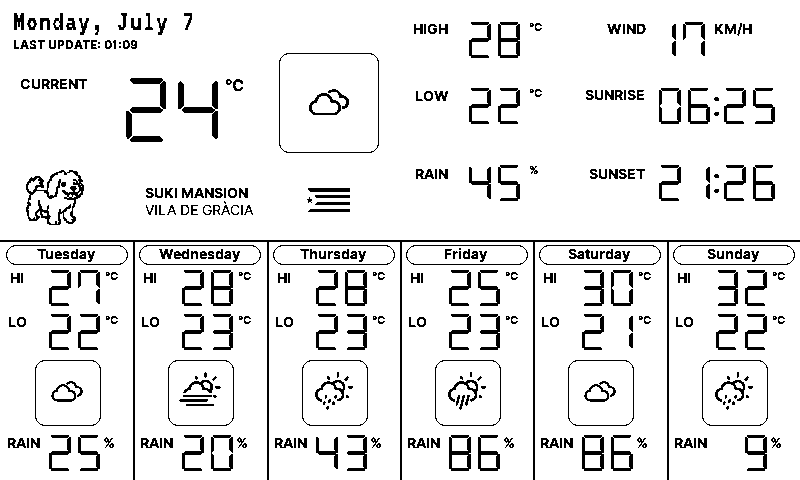 Monday, July 7
LAST UPDATE: 01:09
CURRENT 24 °C
HIGH 28 °C
LOW 22 °C
RAIN 45 %
WIND 17 KM/H
SUNRISE 06:25
SUNSET 21:26
SUKI MANSION
VILA DE GRÀCIA
Tuesday
HI 27 °C
LO 22 °C
RAIN 25 %
Wednesday
HI 28 °C
LO 23 °C
RAIN 20 %
Thursday
HI 28 °C
LO 23 °C
RAIN 43 %
Friday
HI 25 °C
LO 23 °C
RAIN 86 %
Saturday
HI 30 °C
LO 21 °C
RAIN 86 %
Sunday
HI 32 °C
LO 22 °C
RAIN 9 %